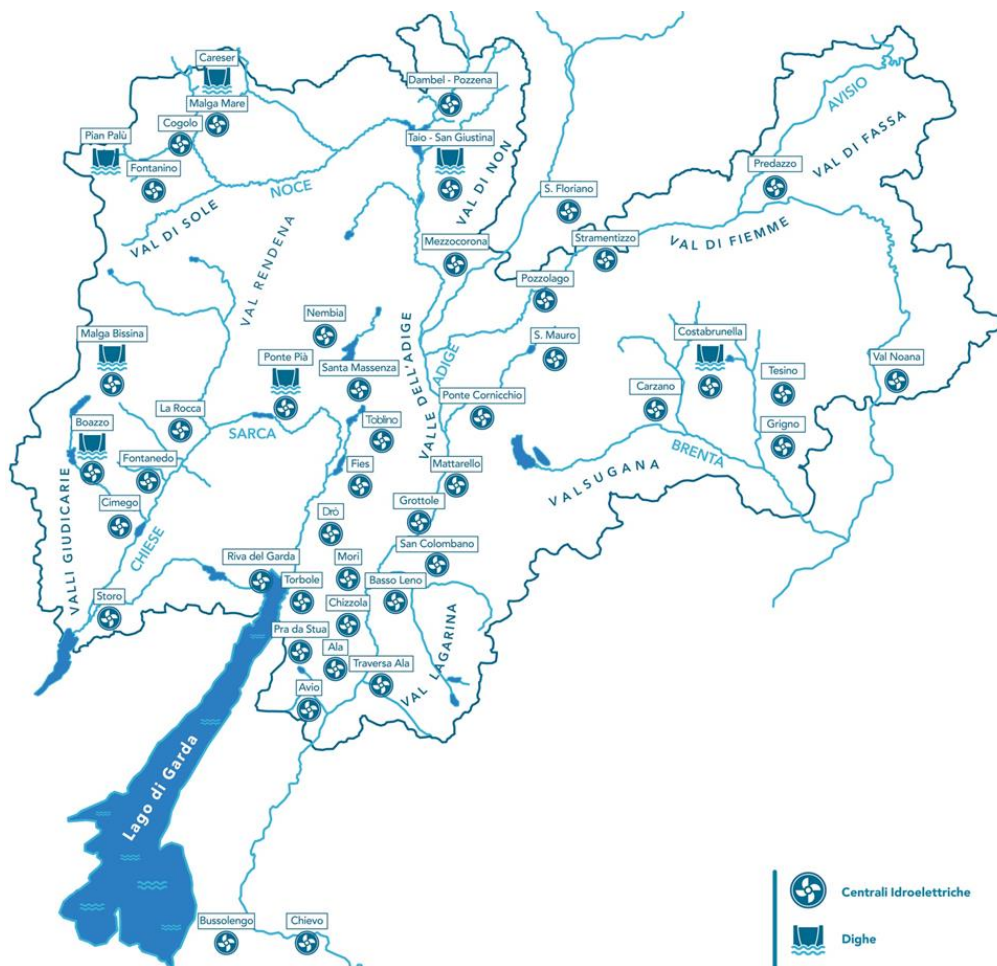 Careser
Dambel - Pozzena
AVISIO
Malga Mare
Cogolo
Pian Palù
Taio - San Giustina
VAL DI FASSA
Fontanino
Predazzo
NOCE
VAL DI NON
S. Floriano
VAL DI SOLE
Stramentizzo
VAL DI FIEMME
Mezzocorona
VAL RENDENA
Pozzolago
Nembia
Malga Bissina
Ponte Pià
S. Mauro
Costabrunella
Val Noana
Santa Massenza
VALLE DELL'ADIGE
ADIGE
Tesino
Carzano
Ponte Cornicchio
La Rocca
Boazzo
Toblino
SARCA
Grigno
BRENTA
Fontanedo
Fies
Mattarello
VALSUGANA
Cimego
Grottole
Drò
CHIESE
VALLI GIUDICARIE
San Colombano
Mori
Riva del Garda
Torbole
Basso Leno
Storo
Chizzola
Pra da Stua
Ala
VAL LAGARINA
Traversa Ala
Avio
Lago di Garda
Centrali Idroelettriche
Bussolengo
Chievo
Dighe